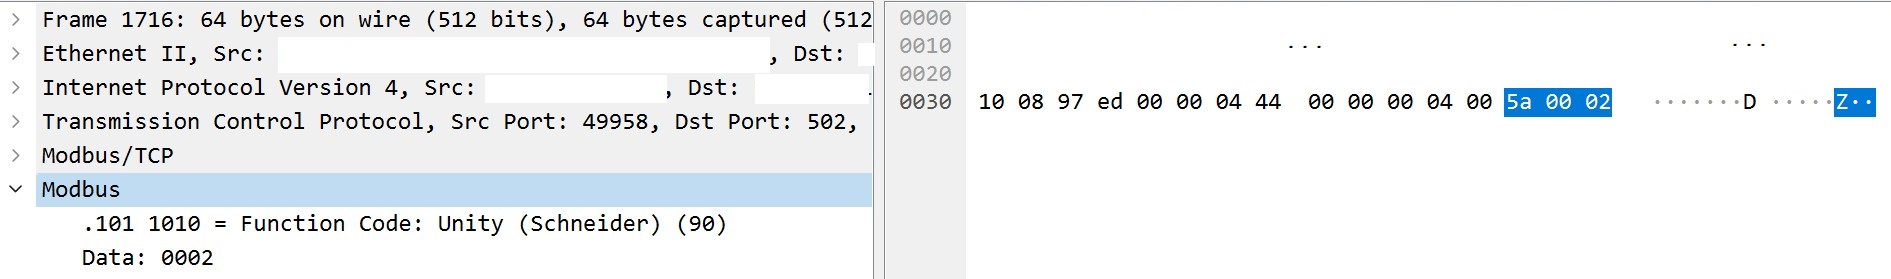 Frame 1716: 64 bytes on wire (512 bits), 64 bytes captured (512
Ethernet II, Src: , Dst:
Internet Protocol Version 4, Src: , Dst:
Transmission Control Protocol, Src Port: 49958, Dst Port: 502,
Modbus/TCP
Modbus
.101 1010 = Function Code: Unity (Schneider) (90)
Data: 0002
0000
0010 ... ...
0020
0030 10 08 97 ed 00 00 04 44 00 00 00 04 00 5a 00 02 ·······D ·····Z··